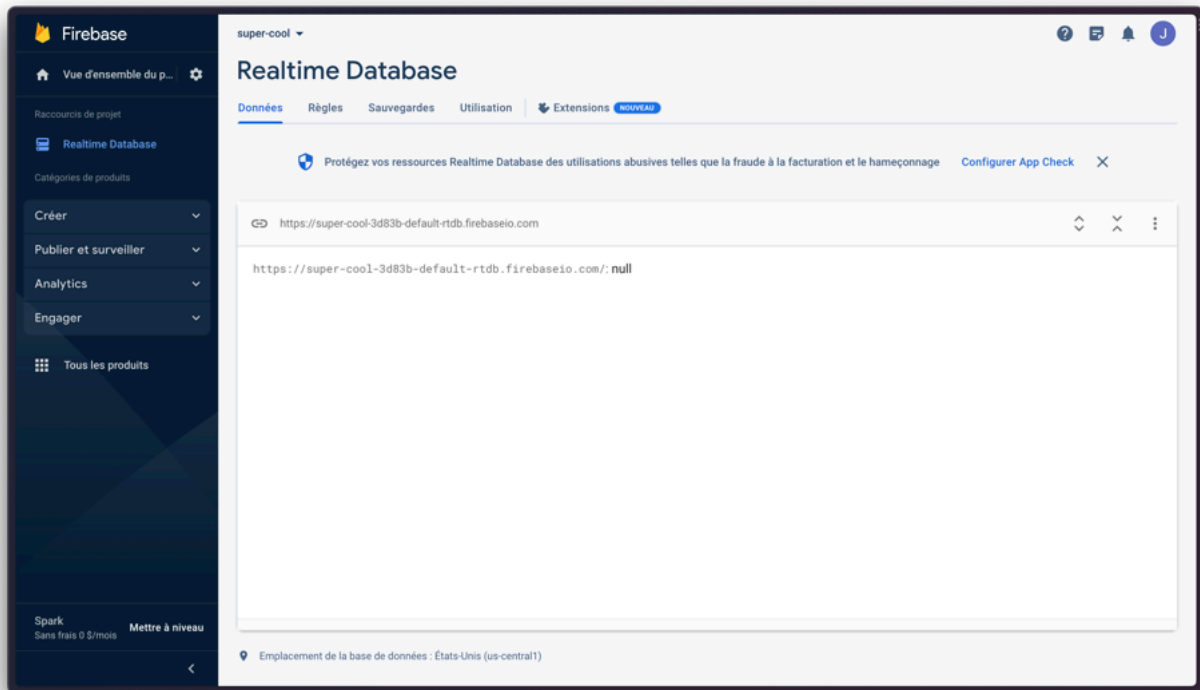 Firebase
Vue d'ensemble du p...
Raccourcis de projet
Realtime Database
Catégories de produits
Créer
Publier et surveiller
Analytics
Engager
Tous les produits
Spark
Sans frais 0 $/mois
Mettre à niveau
super-cool
J
Realtime Database
Données Règles Sauvegardes Utilisation Extensions NOUVEAU
Protégez vos ressources Realtime Database des utilisations abusives telles que la fraude à la facturation et le hameçonnage Configurer App Check
https://super-cool-3d83b-default-rtdb.firebaseio.com
https://super-cool-3d83b-default-rtdb.firebaseio.com/: null
Emplacement de la base de données : États-Unis (us-central1)